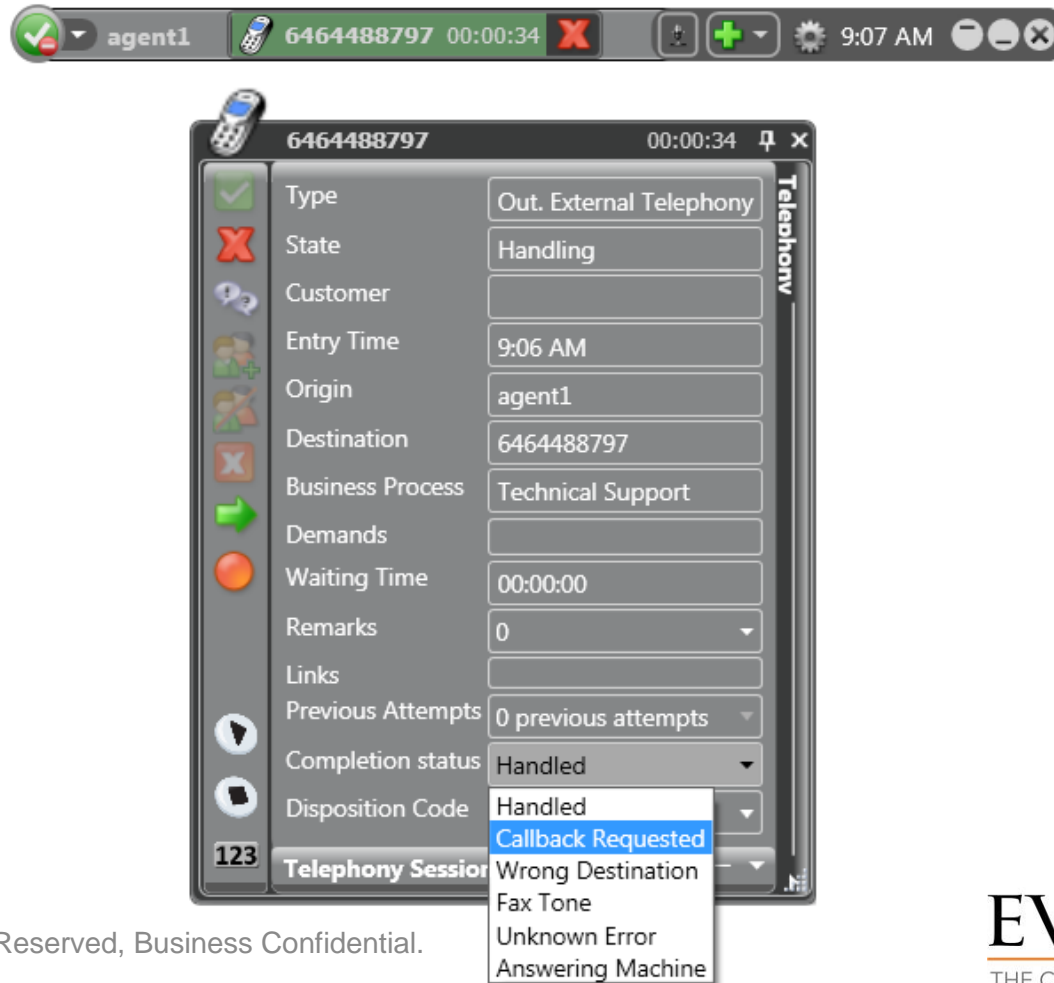 agent1 6464488797 00:00:34 9:07 AM
6464488797 00:00:34
Telephony
Type Out. External Telephony
State Handling
Customer
Entry Time 9:06 AM
Origin agent1
Destination 6464488797
Business Process Technical Support
Demands
Waiting Time 00:00:00
Remarks 0
Links
Previous Attempts 0 previous attempts
Completion status Handled
Disposition Code
Handled
Callback Requested
Wrong Destination
Fax Tone
Unknown Error
Answering Machine
123
Telephony Session
Reserved, Business Confidential.
EV
THE C